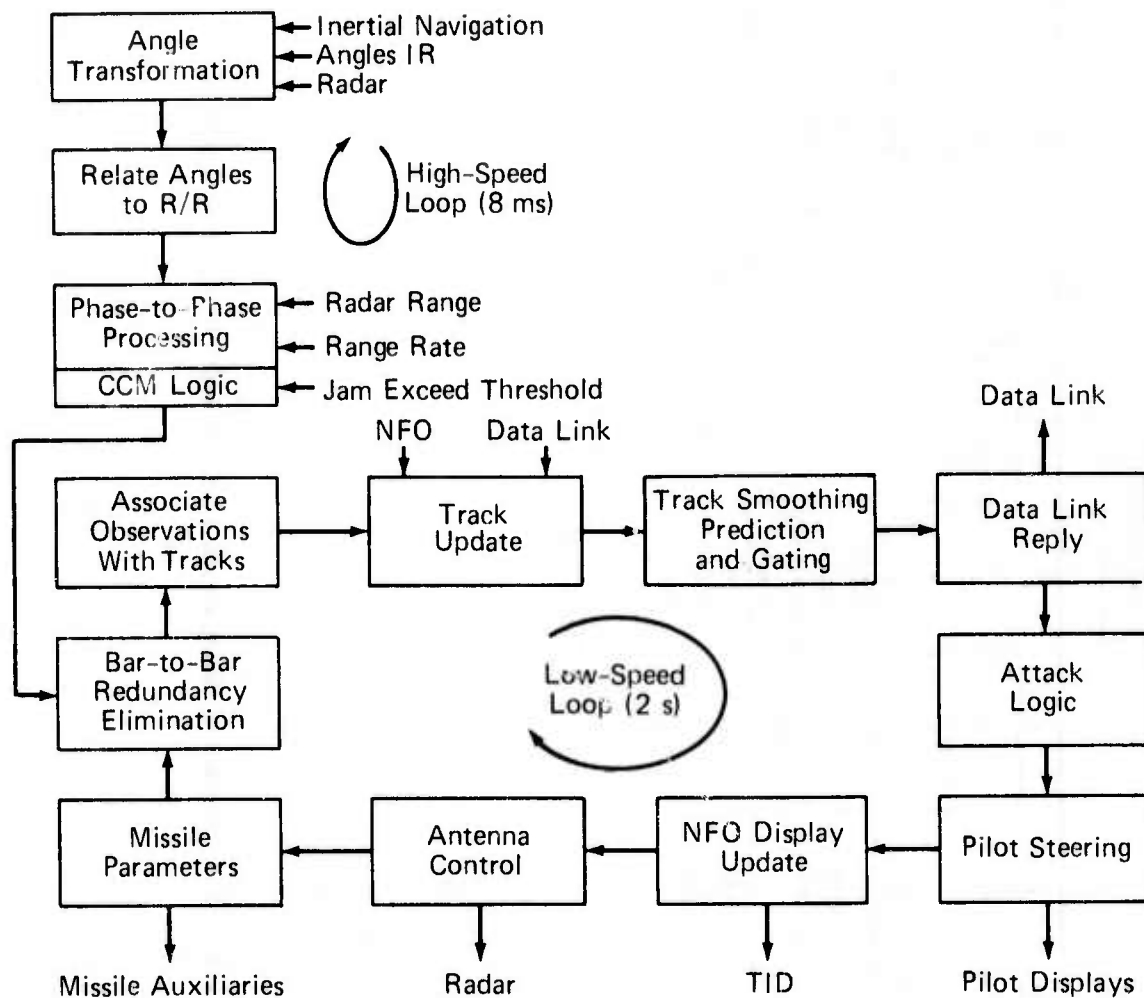 Angle
Transformation
Inertial Navigation
Angles IR
Radar
Relate Angles
to R/R
High-Speed
Loop (8 ms)
Phase-to-Phase
Processing
Radar Range
Range Rate
CCM Logic
Jam Exceed Threshold
NFO
Data Link
Data Link
Associate
Observations
With Tracks
Track
Update
Track Smoothing
Prediction
and Gating
Data Link
Reply
Bar-to-Bar
Redundancy
Elimination
Low-Speed
Loop (2 s)
Attack
Logic
Missile
Parameters
Antenna
Control
NFO Display
Update
Pilot Steering
Missile Auxiliaries
Radar
TID
Pilot Displays